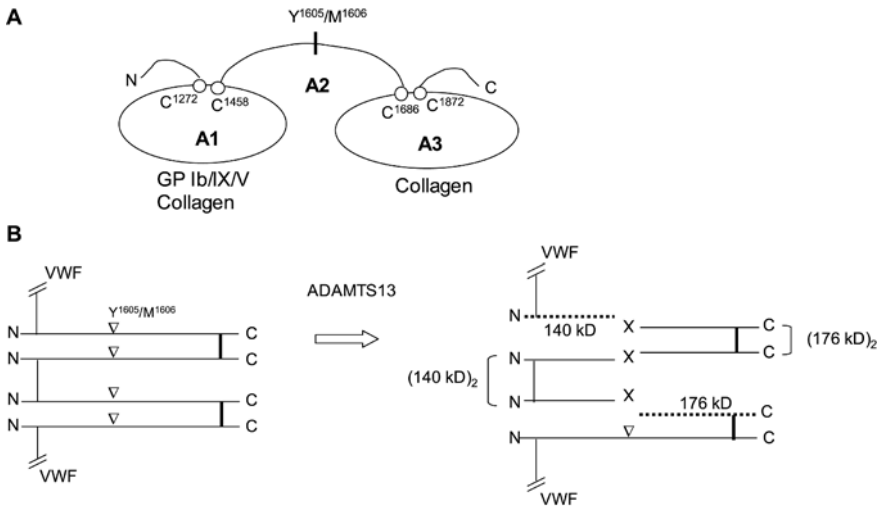 A
Y1605/M1606
N
C
A2
C1272
C1458
C1686
C1872
A1
A3
GP Ib/IX/V
Collagen
Collagen
B
VWF
Y1605/M1606
N
C
N
C
N
C
N
C
VWF
ADAMTS13
VWF
N
140 kD
X
C
X
C
(176 kD)2
(140 kD)2
N
N
X
176 kD
C
N
C
VWF